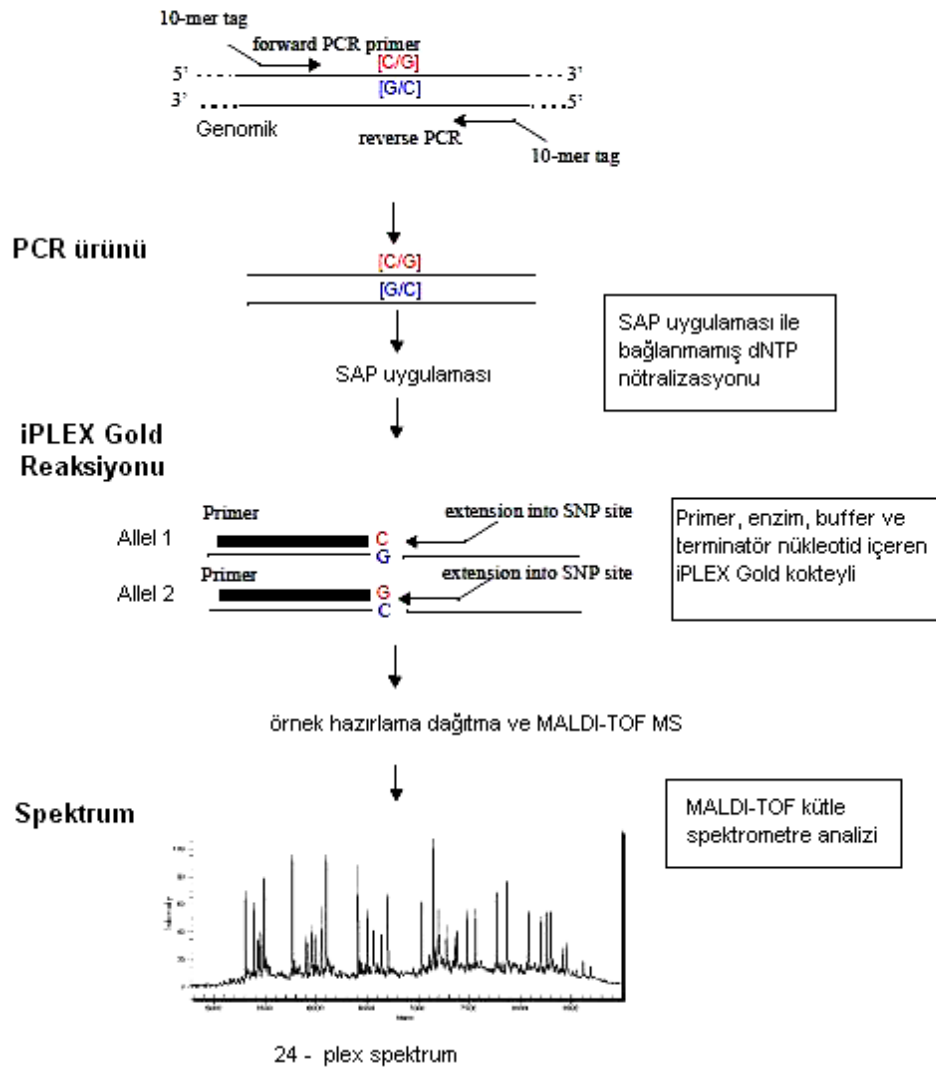 10-mer tag
forward PCR primer
[C/G]
5' 3'
[G/C]
3' 5'
Genomik
reverse PCR
10-mer tag
PCR ürünü
[C/G]
[G/C]
SAP uygulaması ile
bağlanmamış dNTP
nötralizasyonu
SAP uygulaması
iPLEX Gold
Reaksiyonu
Primer
extension into SNP site
Allel 1
C
G
Primer
extension into SNP site
Allel 2
G
C
Primer, enzim, buffer ve
terminatör nükleotid içeren
iPLEX Gold kokteyli
örnek hazırlama dağıtma ve MALDI-TOF MS
Spektrum
MALDI-TOF kütle
spektrometre analizi
24 - plex spektrum